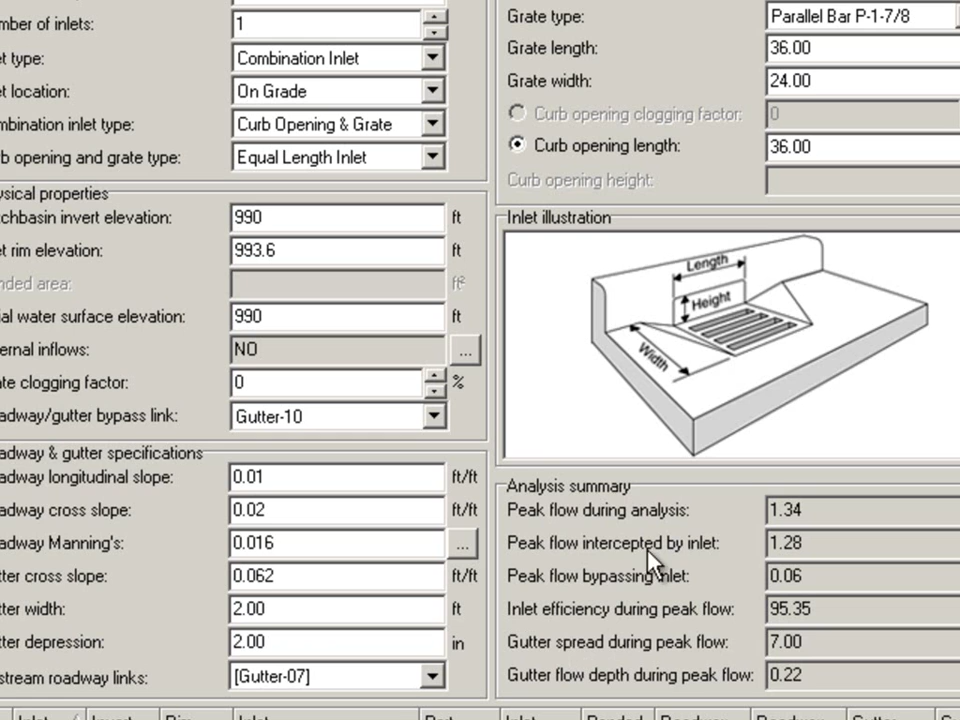 mber of inlets: 1
et type: Combination Inlet
et location: On Grade
mbination inlet type: Curb Opening & Grate
rb opening and grate type: Equal Length Inlet
ysical properties
tchbasin invert elevation: 990 ft
et rim elevation: 993.6 ft
nded area: ft²
ial water surface elevation: 990 ft
ernal inflows: NO ...
ate clogging factor: 0 %
adway/gutter bypass link: Gutter-10
adway & gutter specifications
adway longitudinal slope: 0.01 ft/ft
adway cross slope: 0.02 ft/ft
adway Manning's: 0.016 ...
tter cross slope: 0.062 ft/ft
tter width: 2.00 ft
tter depression: 2.00 in
stream roadway links: [Gutter-07]
Grate type: Parallel Bar P-1-7/8
Grate length: 36.00
Grate width: 24.00
Curb opening clogging factor: 0
Curb opening length: 36.00
Curb opening height:
Inlet illustration
Length
Height
Width
Analysis summary
Peak flow during analysis: 1.34
Peak flow intercepted by inlet: 1.28
Peak flow bypassing inlet: 0.06
Inlet efficiency during peak flow: 95.35
Gutter spread during peak flow: 7.00
Gutter flow depth during peak flow: 0.22